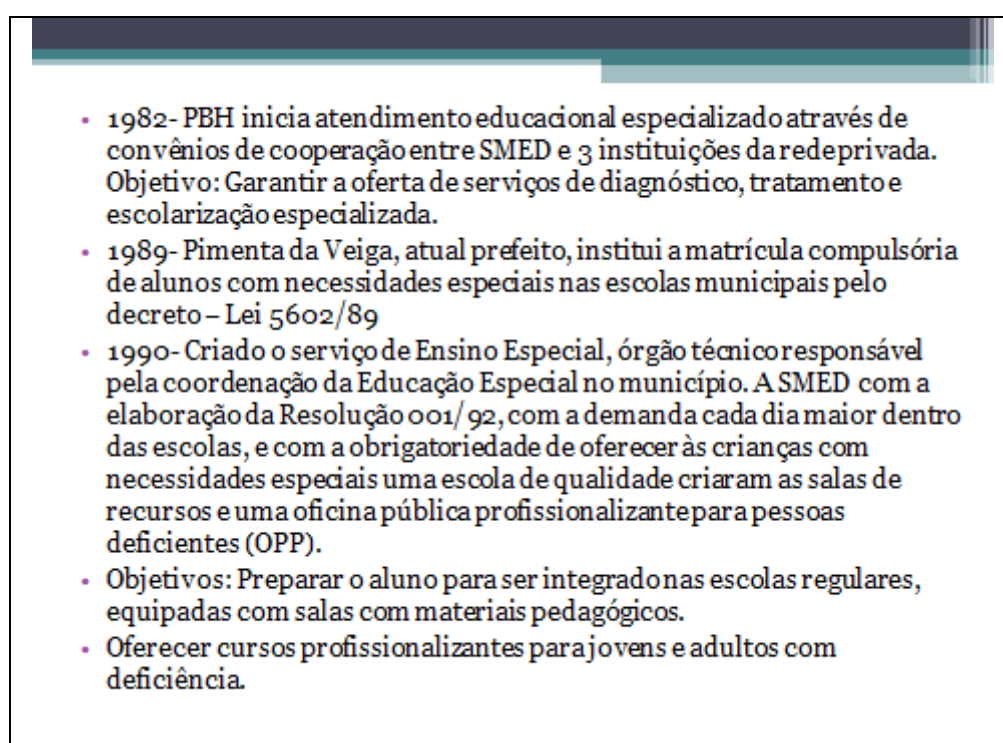 • 1982- PBH inicia atendimento educacional especializado através de
convênios de cooperação entre SMED e 3 instituições da rede privada.
Objetivo: Garantir a oferta de serviços de diagnóstico, tratamento e
escolarização especializada.
• 1989- Pimenta da Veiga, atual prefeito, institui a matrícula compulsória
de alunos com necessidades especiais nas escolas municipais pelo
decreto – Lei 5602/89
• 1990- Criado o serviço de Ensino Especial, órgão técnico responsável
pela coordenação da Educação Especial no município. A SMED com a
elaboração da Resolução 001/ 92, com a demanda cada dia maior dentro
das escolas, e com a obrigatoriedade de oferecer às crianças com
necessidades especiais uma escola de qualidade criaram as salas de
recursos e uma oficina pública profissionalizante para pessoas
deficientes (OPP).
• Objetivos: Preparar o aluno para ser integrado nas escolas regulares,
equipadas com salas com materiais pedagógicos.
• Oferecer cursos profissionalizantes para jovens e adultos com
deficiência.